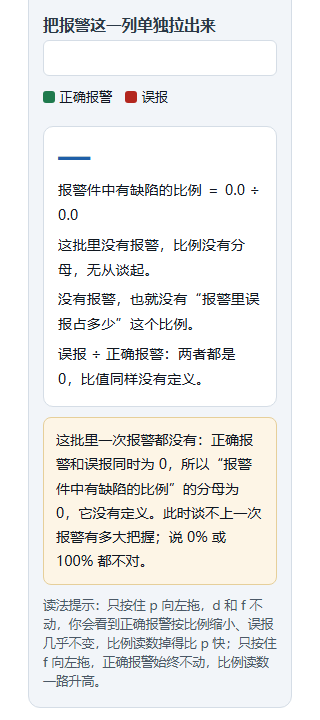 把报警这一列单独拉出来
正确报警 误报
—
报警件中有缺陷的比例 = 0.0 ÷
0.0
这批里没有报警，比例没有分
母，无从谈起。
没有报警，也就没有“报警里误
报占多少”这个比例。
误报 ÷ 正确报警：两者都是
0，比值同样没有定义。
这批里一次报警都没有：正确报
警和误报同时为 0，所以“报警
件中有缺陷的比例”的分母为
0，它没有定义。此时谈不上一次
报警有多大把握；说 0% 或
100% 都不对。
读法提示：只按住 p 向左拖，d 和 f 不
动，你会看到正确报警按比例缩小、误报
几乎不变，比例读数掉得比 p 快；只按住
f 向左拖，正确报警始终不动，比例读数
一路升高。